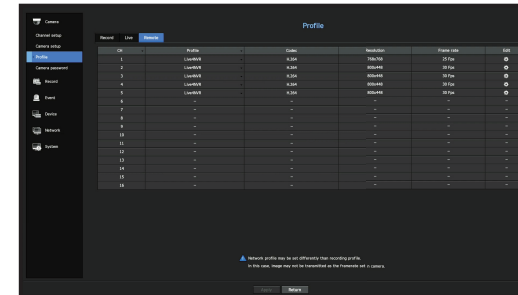 Camera
Channel setup
Camera setup
Profile
Camera password
Record
Event
Device
Network
System
Profile
Record Live Remote
CH Profile Codec Resolution Frame rate Edit
1 Live4NVR H.264 768x768 25 Fps
2 Live4NVR H.264 800x448 30 Fps
3 Live4NVR H.264 800x448 30 Fps
4 Live4NVR H.264 800x448 30 Fps
5 Live4NVR H.264 800x448 30 Fps
6 - - - - -
7 - - - - -
8 - - - - -
9 - - - - -
10 - - - - -
11 - - - - -
12 - - - - -
13 - - - - -
14 - - - - -
15 - - - - -
16 - - - - -
Network profile may be set differently than recording profile.
In this case, image may not be transmitted as the framerate set in camera.
Apply Return